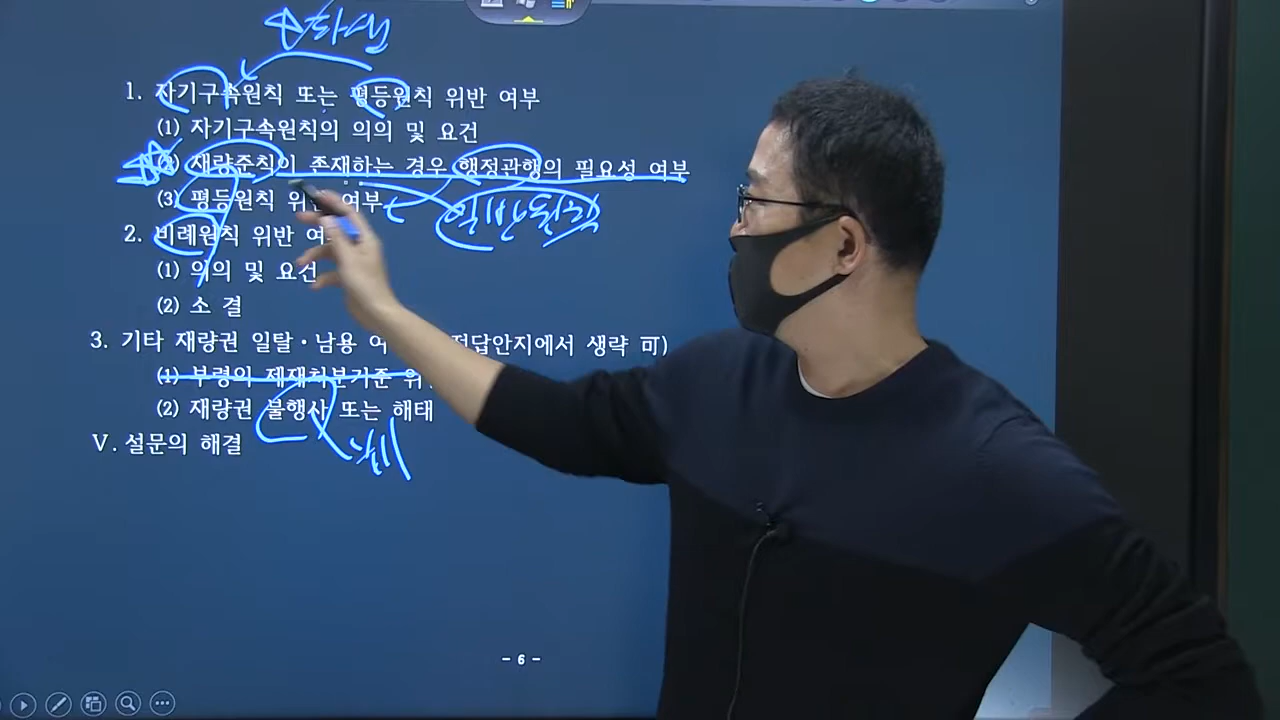 1. 자기구속원칙 또는 평등원칙 위반 여부
(1) 자기구속원칙의 의의 및 요건
재량준칙이 존재하는 경우 행정관행의 필요성 여부
(3) 평등원칙 위반 여부
일반원칙
2. 비례원칙 위반
(1) 의의 및 요건
(2) 소 결
3. 기타 재량권 일탈·남용 답안지에서 생략 可)
(1) 부령의 제재처분기준
(2) 재량권 불행사 또는 해태
Ⅴ. 설문의 해결
- 6 -